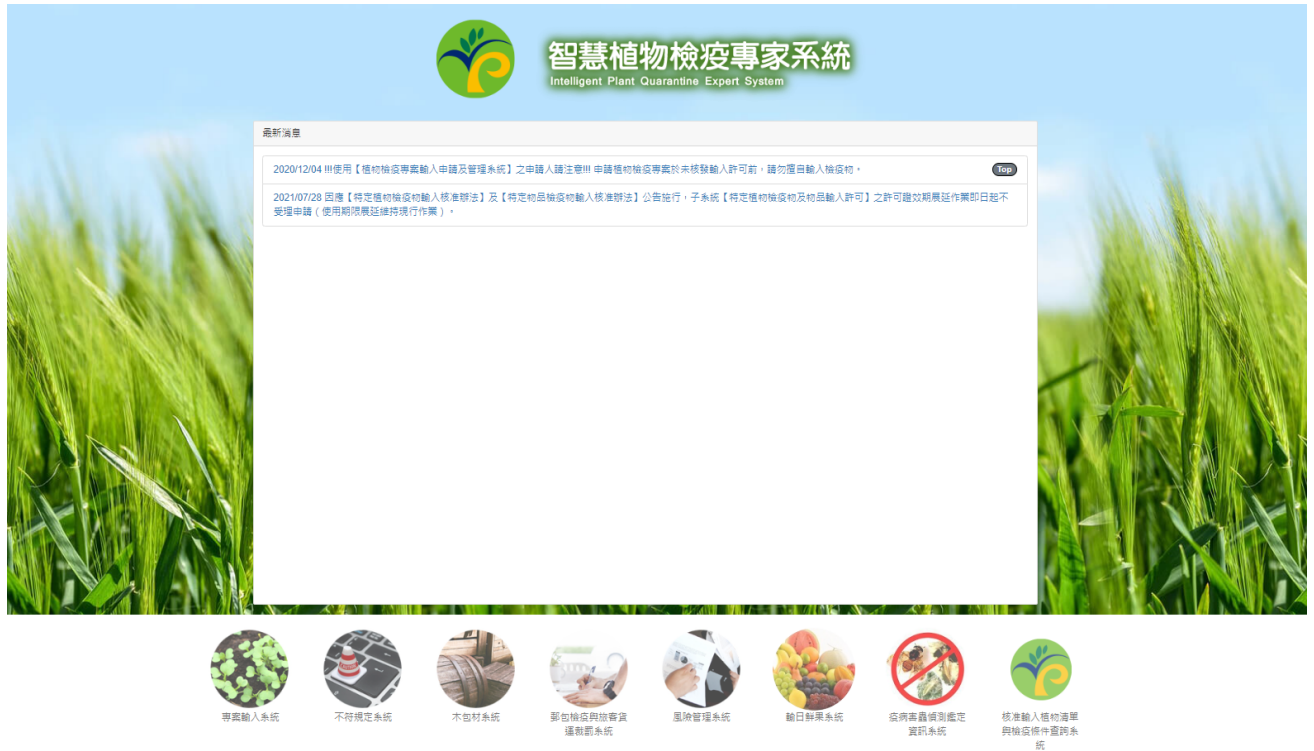 智慧植物檢疫專家系統
Intelligent Plant Quarantine Expert System
最新消息
2020/12/04 !!!使用【植物檢疫專案輸入申請及管理系統】之申請人請注意!!! 申請植物檢疫專案於未核發輸入許可前，請勿擅自輸入檢疫物。
Top
2021/07/28 因應【特定植物檢疫物輸入核准辦法】及【特定物品檢疫物輸入核准辦法】公告施行，子系統【特定植物檢疫物及物品輸入許可】之許可證效期展延作業即日起不
受理申請（使用期限展延維持現行作業）。
專案輸入系統
不符規定系統
木包材系統
郵包檢疫與旅客貨
運裁罰系統
風險管理系統
輸日鮮果系統
疫病害蟲偵測鑑定
資訊系統
核准輸入植物清單
與檢疫條件查詢系
統